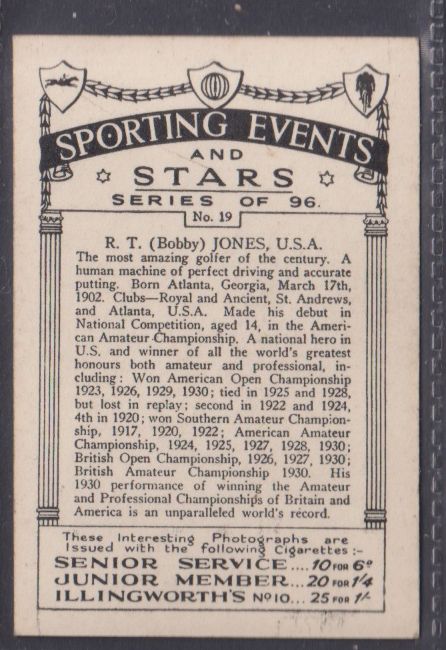 SPORTING EVENTS
AND
STARS
SERIES OF 96.
No. 19
R. T. (Bobby) JONES, U.S.A.
The most amazing golfer of the century. A
human machine of perfect driving and accurate
putting. Born Atlanta, Georgia, March 17th,
1902. Clubs—Royal and Ancient, St. Andrews,
and Atlanta, U.S.A. Made his debut in
National Competition, aged 14, in the Ameri-
can Amateur Championship. A national hero in
U.S. and winner of all the world's greatest
honours both amateur and professional, in-
cluding: Won American Open Championship
1923, 1926, 1929, 1930; tied in 1925 and 1928,
but lost in replay; second in 1922 and 1924,
4th in 1920; won Southern Amateur Champion-
ship, 1917, 1920, 1922; American Amateur
Championship, 1924, 1925, 1927, 1928, 1930;
British Open Championship, 1926, 1927, 1930;
British Amateur Championship 1930. His
1930 performance of winning the Amateur
and Professional Championships of Britain and
America is an unparalleled world's record.
These Interesting Photographs are
Issued with the following Cigarettes:-
SENIOR SERVICE....10 FOR 6D
JUNIOR MEMBER...20 FOR 1/4
ILLINGWORTH'S No 10...25 FOR 1/-